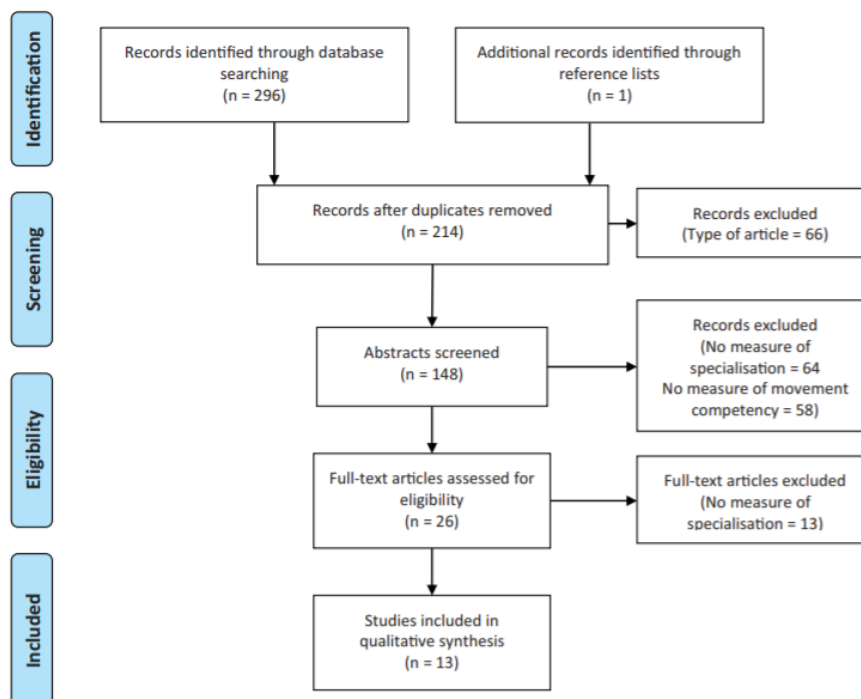 Identification
Records identified through database
searching
(n = 296)
Additional records identified through
reference lists
(n = 1)
Screening
Records after duplicates removed
(n = 214)
Records excluded
(Type of article = 66)
Abstracts screened
(n = 148)
Records excluded
(No measure of
specialisation = 64
No measure of movement
competency = 58)
Eligibility
Full-text articles assessed for
eligibility
(n = 26)
Full-text articles excluded
(No measure of
specialisation = 13)
Included
Studies included in
qualitative synthesis
(n = 13)